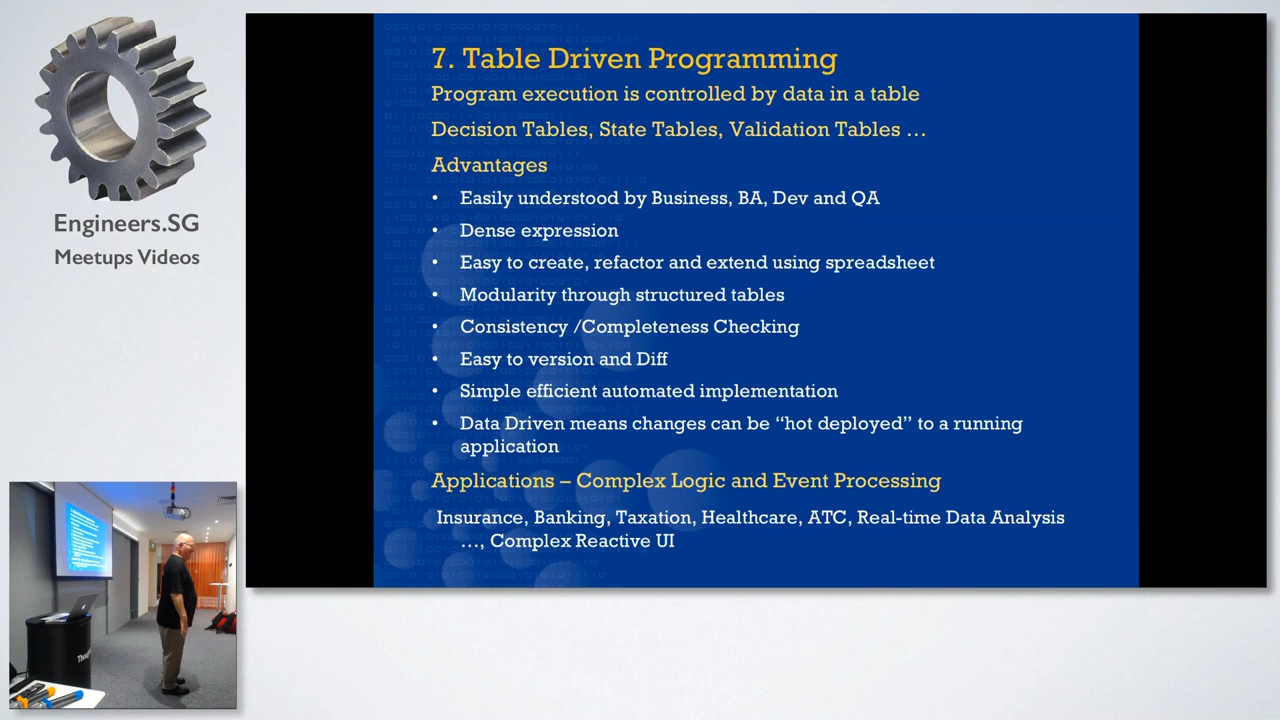 Engineers.SG
Meetups Videos
7. Table Driven Programming
Program execution is controlled by data in a table
Decision Tables, State Tables, Validation Tables …
Advantages
• Easily understood by Business, BA, Dev and QA
• Dense expression
• Easy to create, refactor and extend using spreadsheet
• Modularity through structured tables
• Consistency /Completeness Checking
• Easy to version and Diff
• Simple efficient automated implementation
• Data Driven means changes can be “hot deployed” to a running
application
Applications – Complex Logic and Event Processing
Insurance, Banking, Taxation, Healthcare, ATC, Real-time Data Analysis
…, Complex Reactive UI